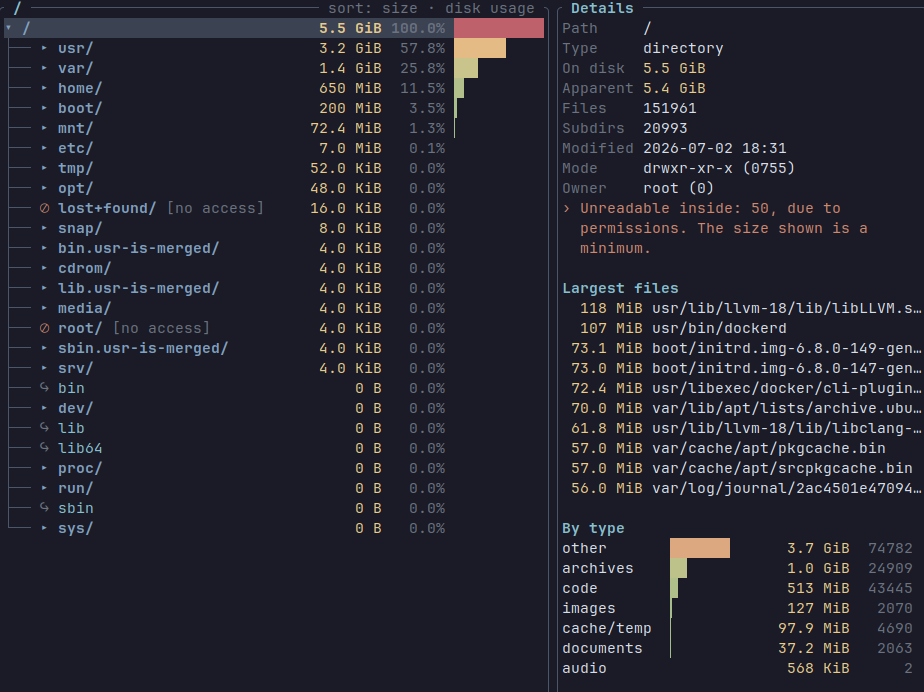 / sort: size · disk usage
▾ / 5.5 GiB 100.0%
▸ usr/ 3.2 GiB 57.8%
▸ var/ 1.4 GiB 25.8%
▸ home/ 650 MiB 11.5%
▸ boot/ 200 MiB 3.5%
▸ mnt/ 72.4 MiB 1.3%
▸ etc/ 7.0 MiB 0.1%
▸ tmp/ 52.0 KiB 0.0%
▸ opt/ 48.0 KiB 0.0%
⊘ lost+found/ [no access] 16.0 KiB 0.0%
▸ snap/ 8.0 KiB 0.0%
▸ bin.usr-is-merged/ 4.0 KiB 0.0%
▸ cdrom/ 4.0 KiB 0.0%
▸ lib.usr-is-merged/ 4.0 KiB 0.0%
▸ media/ 4.0 KiB 0.0%
⊘ root/ [no access] 4.0 KiB 0.0%
▸ sbin.usr-is-merged/ 4.0 KiB 0.0%
▸ srv/ 4.0 KiB 0.0%
↪ bin 0 B 0.0%
▸ dev/ 0 B 0.0%
↪ lib 0 B 0.0%
↪ lib64 0 B 0.0%
▸ proc/ 0 B 0.0%
▸ run/ 0 B 0.0%
↪ sbin 0 B 0.0%
▸ sys/ 0 B 0.0%
Details
Path /
Type directory
On disk 5.5 GiB
Apparent 5.4 GiB
Files 151961
Subdirs 20993
Modified 2026-07-02 18:31
Mode drwxr-xr-x (0755)
Owner root (0)
› Unreadable inside: 50, due to
permissions. The size shown is a
minimum.
Largest files
118 MiB usr/lib/llvm-18/lib/libLLVM.s…
107 MiB usr/bin/dockerd
73.1 MiB boot/initrd.img-6.8.0-149-gen…
73.0 MiB boot/initrd.img-6.8.0-147-gen…
72.4 MiB usr/libexec/docker/cli-plugin…
70.0 MiB var/lib/apt/lists/archive.ubu…
61.8 MiB usr/lib/llvm-18/lib/libclang-…
57.0 MiB var/cache/apt/pkgcache.bin
57.0 MiB var/cache/apt/srcpkgcache.bin
56.0 MiB var/log/journal/2ac4501e47094…
By type
other 3.7 GiB 74782
archives 1.0 GiB 24909
code 513 MiB 43445
images 127 MiB 2070
cache/temp 97.9 MiB 4690
documents 37.2 MiB 2063
audio 568 KiB 2